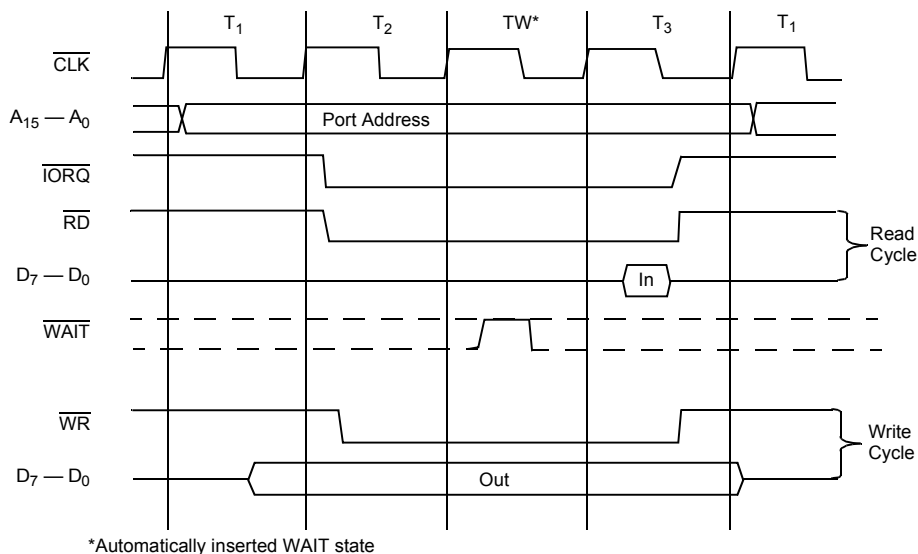 T1 T2 TW* T3 T1
CLK
A15 — A0 Port Address
IORQ
RD
Read
Cycle
D7 — D0 In
WAIT
WR
Write
Cycle
D7 — D0 Out
*Automatically inserted WAIT state